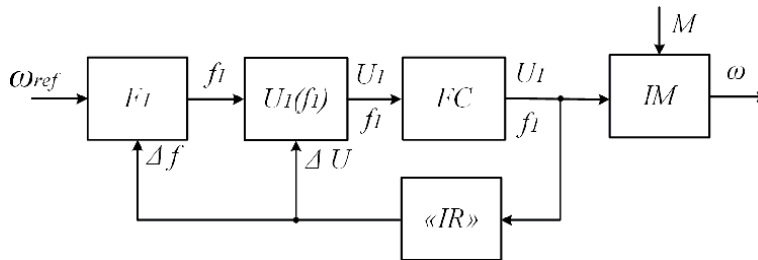 M
ωref
f1
U1
U1
ω
F1
U1(f1)
FC
IM
f1
f1
Δf
ΔU
«IR»